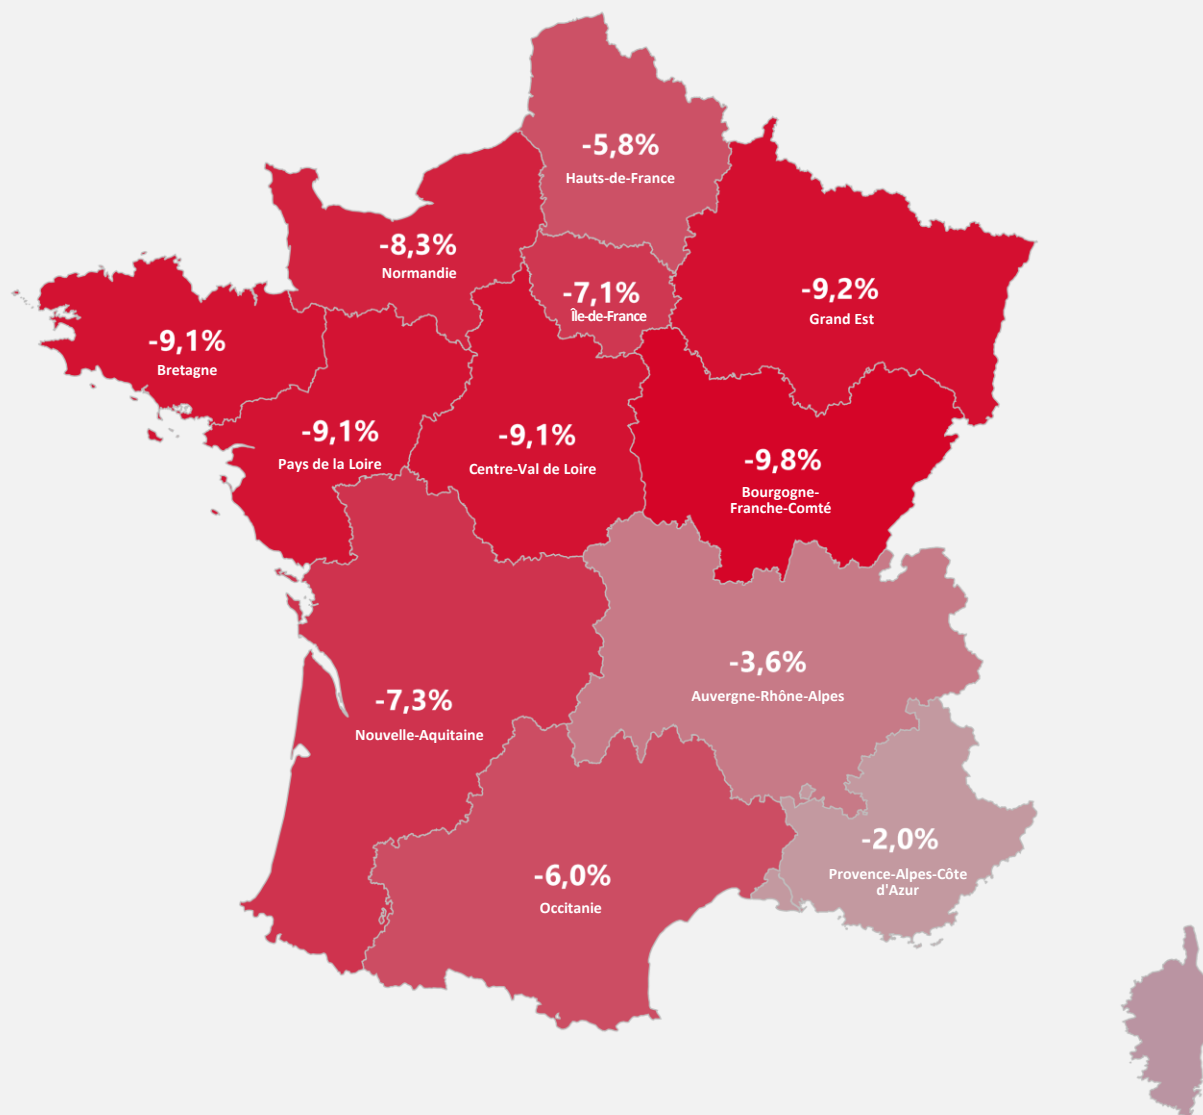 -5,8%
Hauts-de-France
-8,3%
Normandie
-7,1%
Île-de-France
-9,2%
Grand Est
-9,1%
Bretagne
-9,1%
Pays de la Loire
-9,1%
Centre-Val de Loire
-9,8%
Bourgogne-
Franche-Comté
-3,6%
Auvergne-Rhône-Alpes
-7,3%
Nouvelle-Aquitaine
-2,0%
Provence-Alpes-Côte
d'Azur
-6,0%
Occitanie